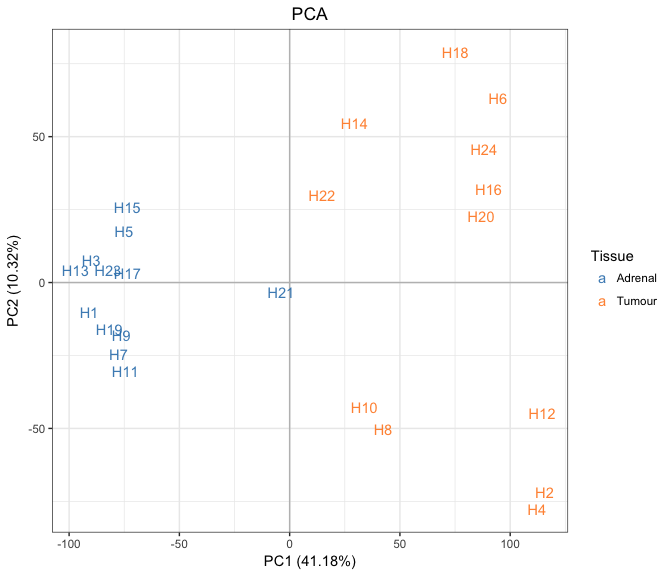 PCA
H18
H6
H14
H24
H16
H22
H20
H15
H5
H3
H13
H23
H17
H21
H1
H19
H9
H7
H11
H10
H8
H12
H2
H4
50
0
-50
-100
-50
0
50
100
PC1 (41.18%)
PC2 (10.32%)
Tissue
a Adrenal
a Tumour